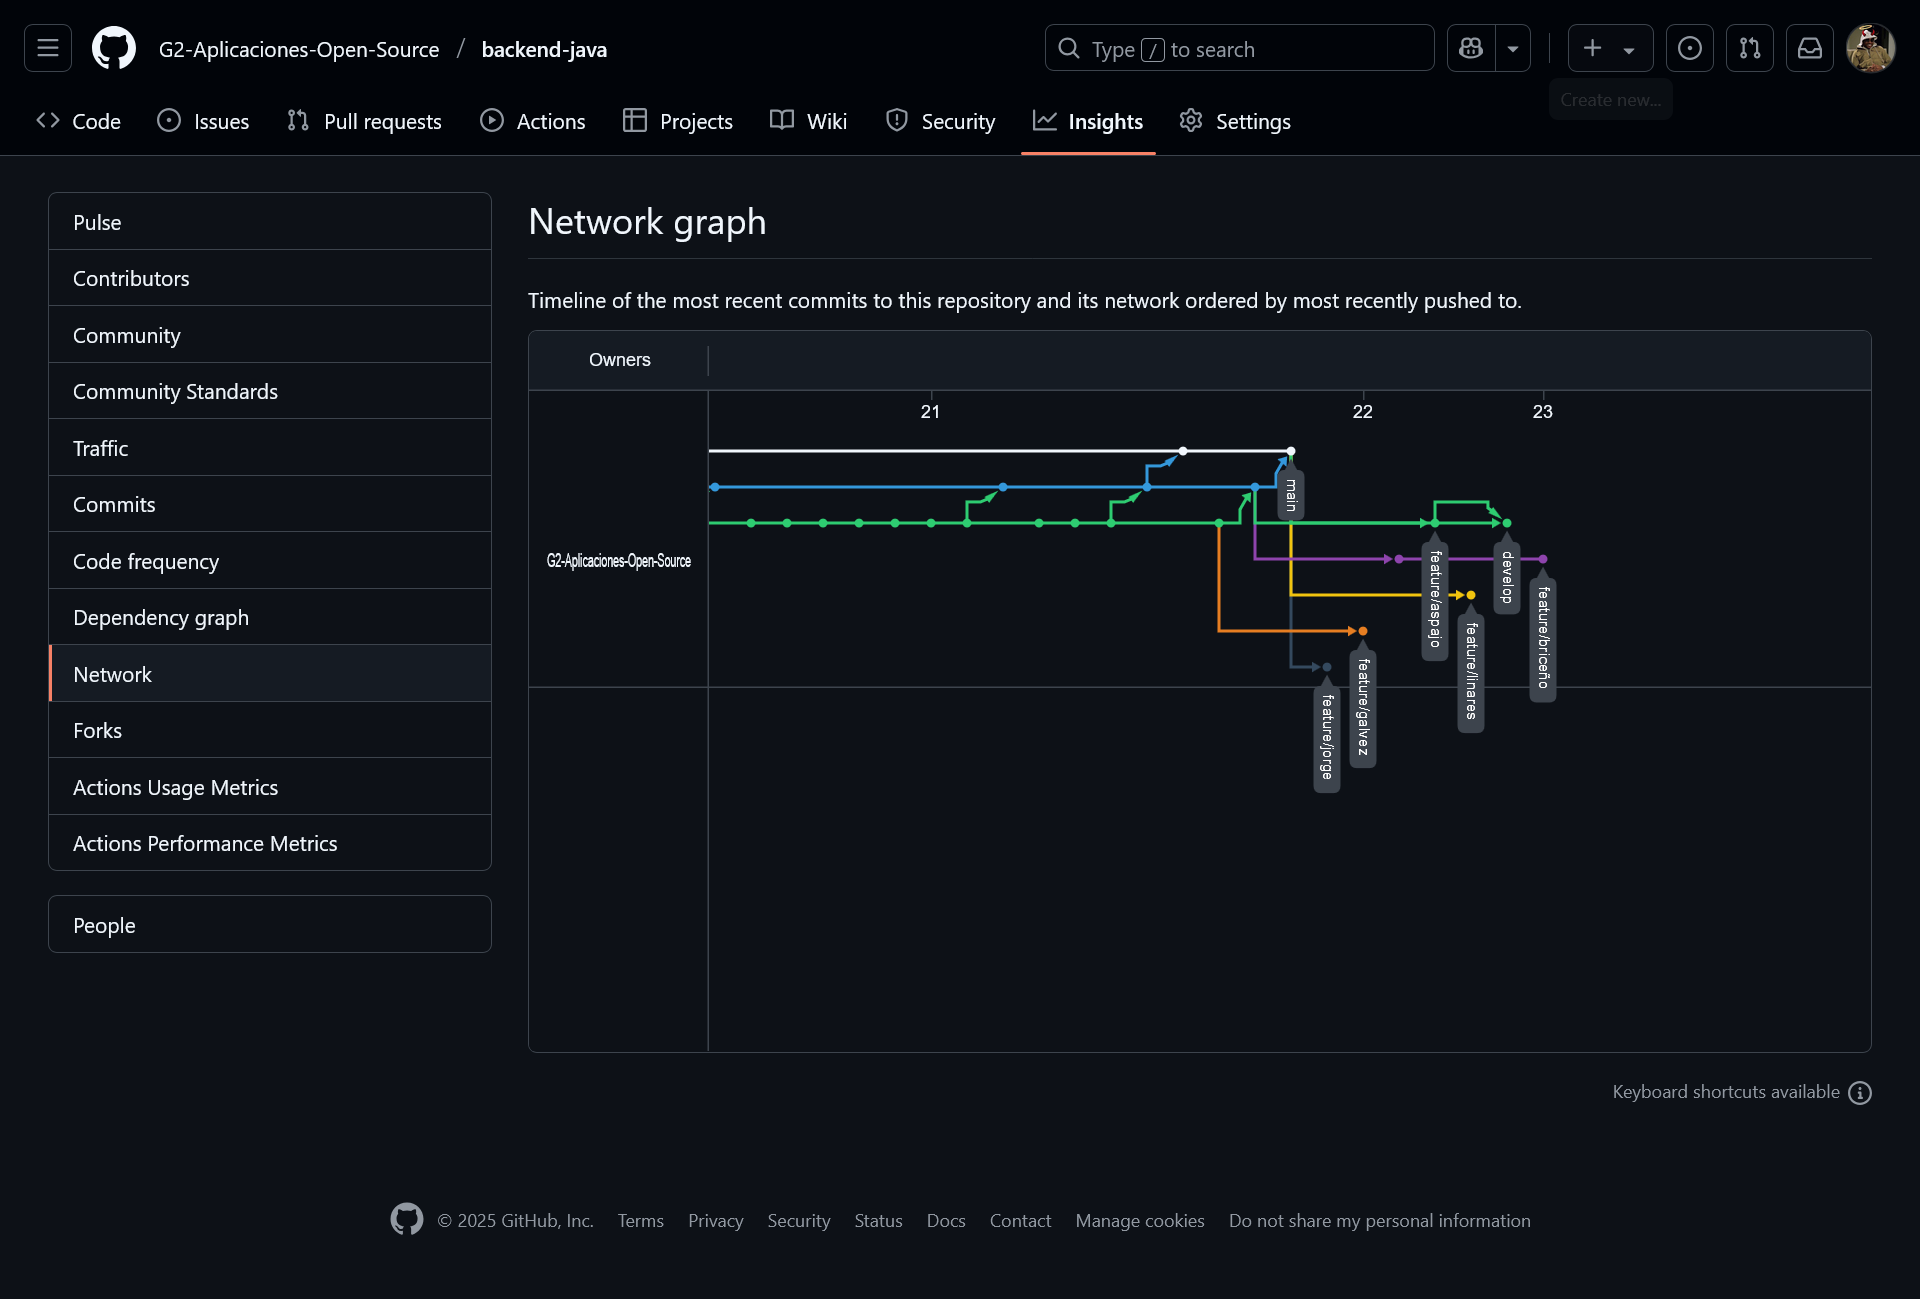 G2-Aplicaciones-Open-Source / backend-java
Type / to search
Create new...
Code
Issues
Pull requests
Actions
Projects
Wiki
Security
Insights
Settings
Pulse
Contributors
Community
Community Standards
Traffic
Commits
Code frequency
Dependency graph
Network
Forks
Actions Usage Metrics
Actions Performance Metrics
People
Network graph
Timeline of the most recent commits to this repository and its network ordered by most recently pushed to.
Owners
21
22
23
G2-Aplicaciones-Open-Source
main
feature/jorge
feature/galvez
feature/aspajo
feature/linares
develop
feature/briceño
Keyboard shortcuts available
© 2025 GitHub, Inc.
Terms
Privacy
Security
Status
Docs
Contact
Manage cookies
Do not share my personal information